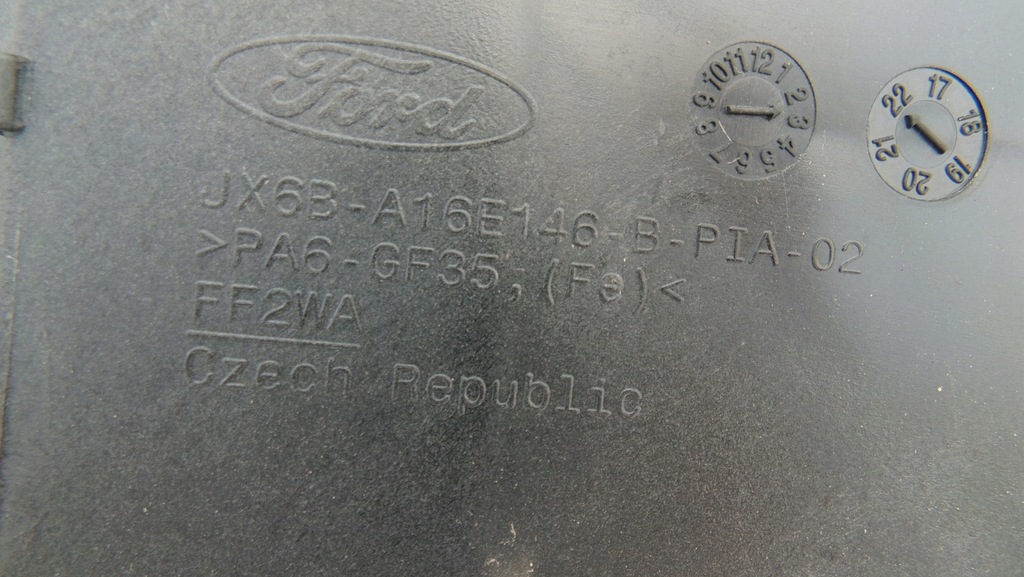 Ford
JX6B-A16E146-B-PIA-02
>PA6-GF35, (Fe)<
FF2WA
Czech Republic
1 2 3 4 5 6 7 8 9 10 11 12
17 18 19 20 21 22